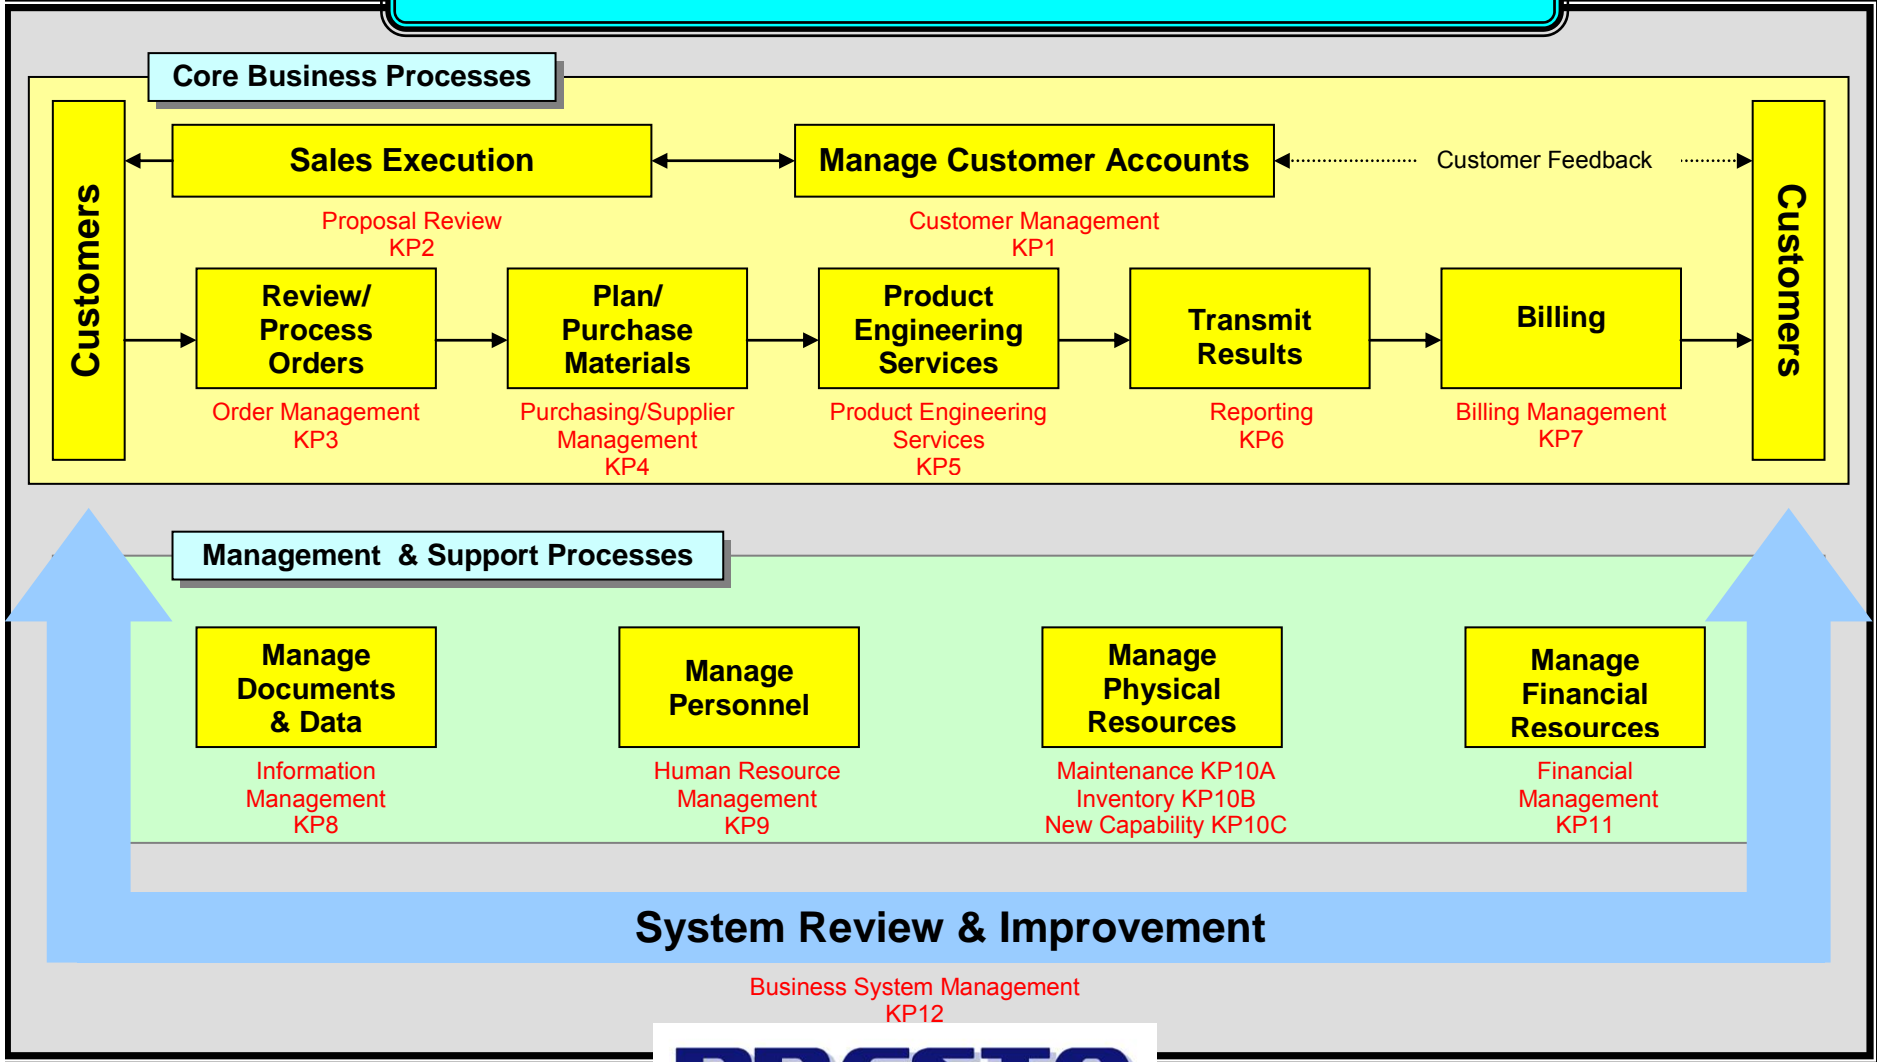 Core Business Processes
Customers
Sales Execution
Manage Customer Accounts
Customer Feedback
Customers
Proposal Review
KP2
Customer Management
KP1
Review/
Process
Orders
Plan/
Purchase
Materials
Product
Engineering
Services
Transmit
Results
Billing
Order Management
KP3
Purchasing/Supplier
Management
KP4
Product Engineering
Services
KP5
Reporting
KP6
Billing Management
KP7
Management & Support Processes
Manage
Documents
& Data
Manage
Personnel
Manage
Physical
Resources
Manage
Financial
Resources
Information
Management
KP8
Human Resource
Management
KP9
Maintenance KP10A
Inventory KP10B
New Capability KP10C
Financial
Management
KP11
System Review & Improvement
Business System Management
KP12